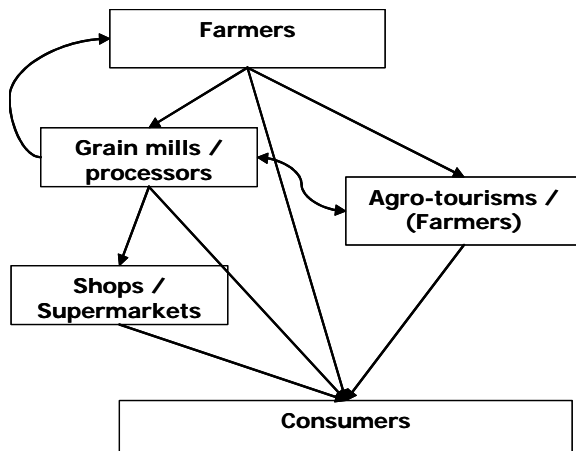 Farmers
Grain mills /
processors
Agro-tourisms /
(Farmers)
Shops /
Supermarkets
Consumers